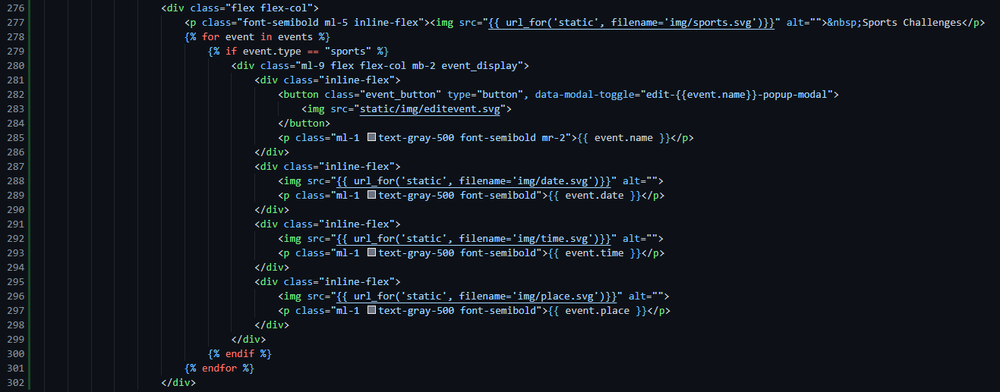 276 <div class="flex flex-col">
277 <p class="font-semibold ml-5 inline-flex"><img src="{{ url_for('static', filename='img/sports.svg')}}" alt="">&nbsp;Sports Challenges</p>
278 {% for event in events %}
279 {% if event.type == "sports" %}
280 <div class="ml-9 flex flex-col mb-2 event_display">
281 <div class="inline-flex">
282 <button class="event_button" type="button", data-modal-toggle="edit-{{event.name}}-popup-modal">
283 <img src="static/img/editevent.svg">
284 </button>
285 <p class="ml-1 text-gray-500 font-semibold mr-2">{{ event.name }}</p>
286 </div>
287 <div class="inline-flex">
288 <img src="{{ url_for('static', filename='img/date.svg')}}" alt="">
289 <p class="ml-1 text-gray-500 font-semibold">{{ event.date }}</p>
290 </div>
291 <div class="inline-flex">
292 <img src="{{ url_for('static', filename='img/time.svg')}}" alt="">
293 <p class="ml-1 text-gray-500 font-semibold">{{ event.time }}</p>
294 </div>
295 <div class="inline-flex">
296 <img src="{{ url_for('static', filename='img/place.svg')}}" alt="">
297 <p class="ml-1 text-gray-500 font-semibold">{{ event.place }}</p>
298 </div>
299 </div>
300 {% endif %}
301 {% endfor %}
302 </div>